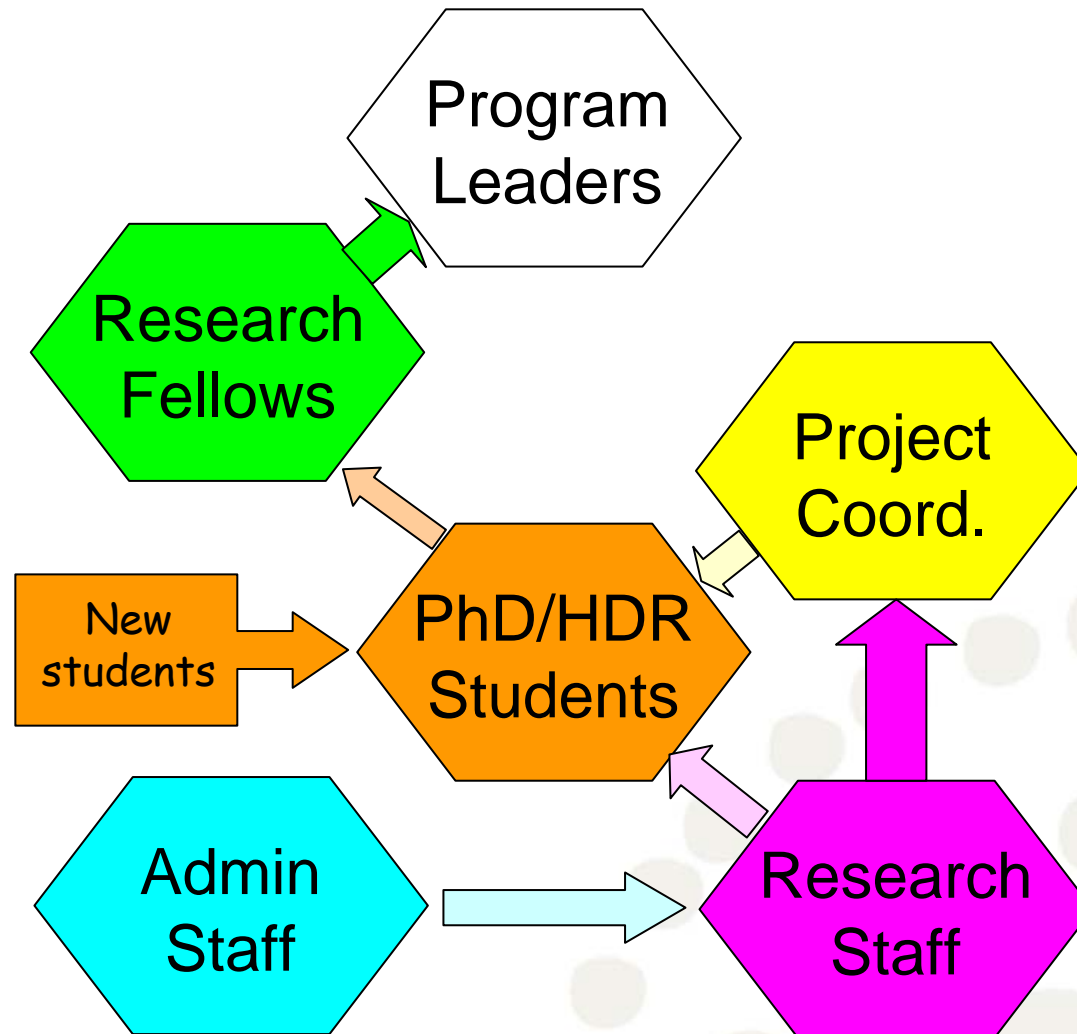 Program
Leaders
Research
Fellows
Project
Coord.
New
students
PhD/HDR
Students
Admin
Staff
Research
Staff